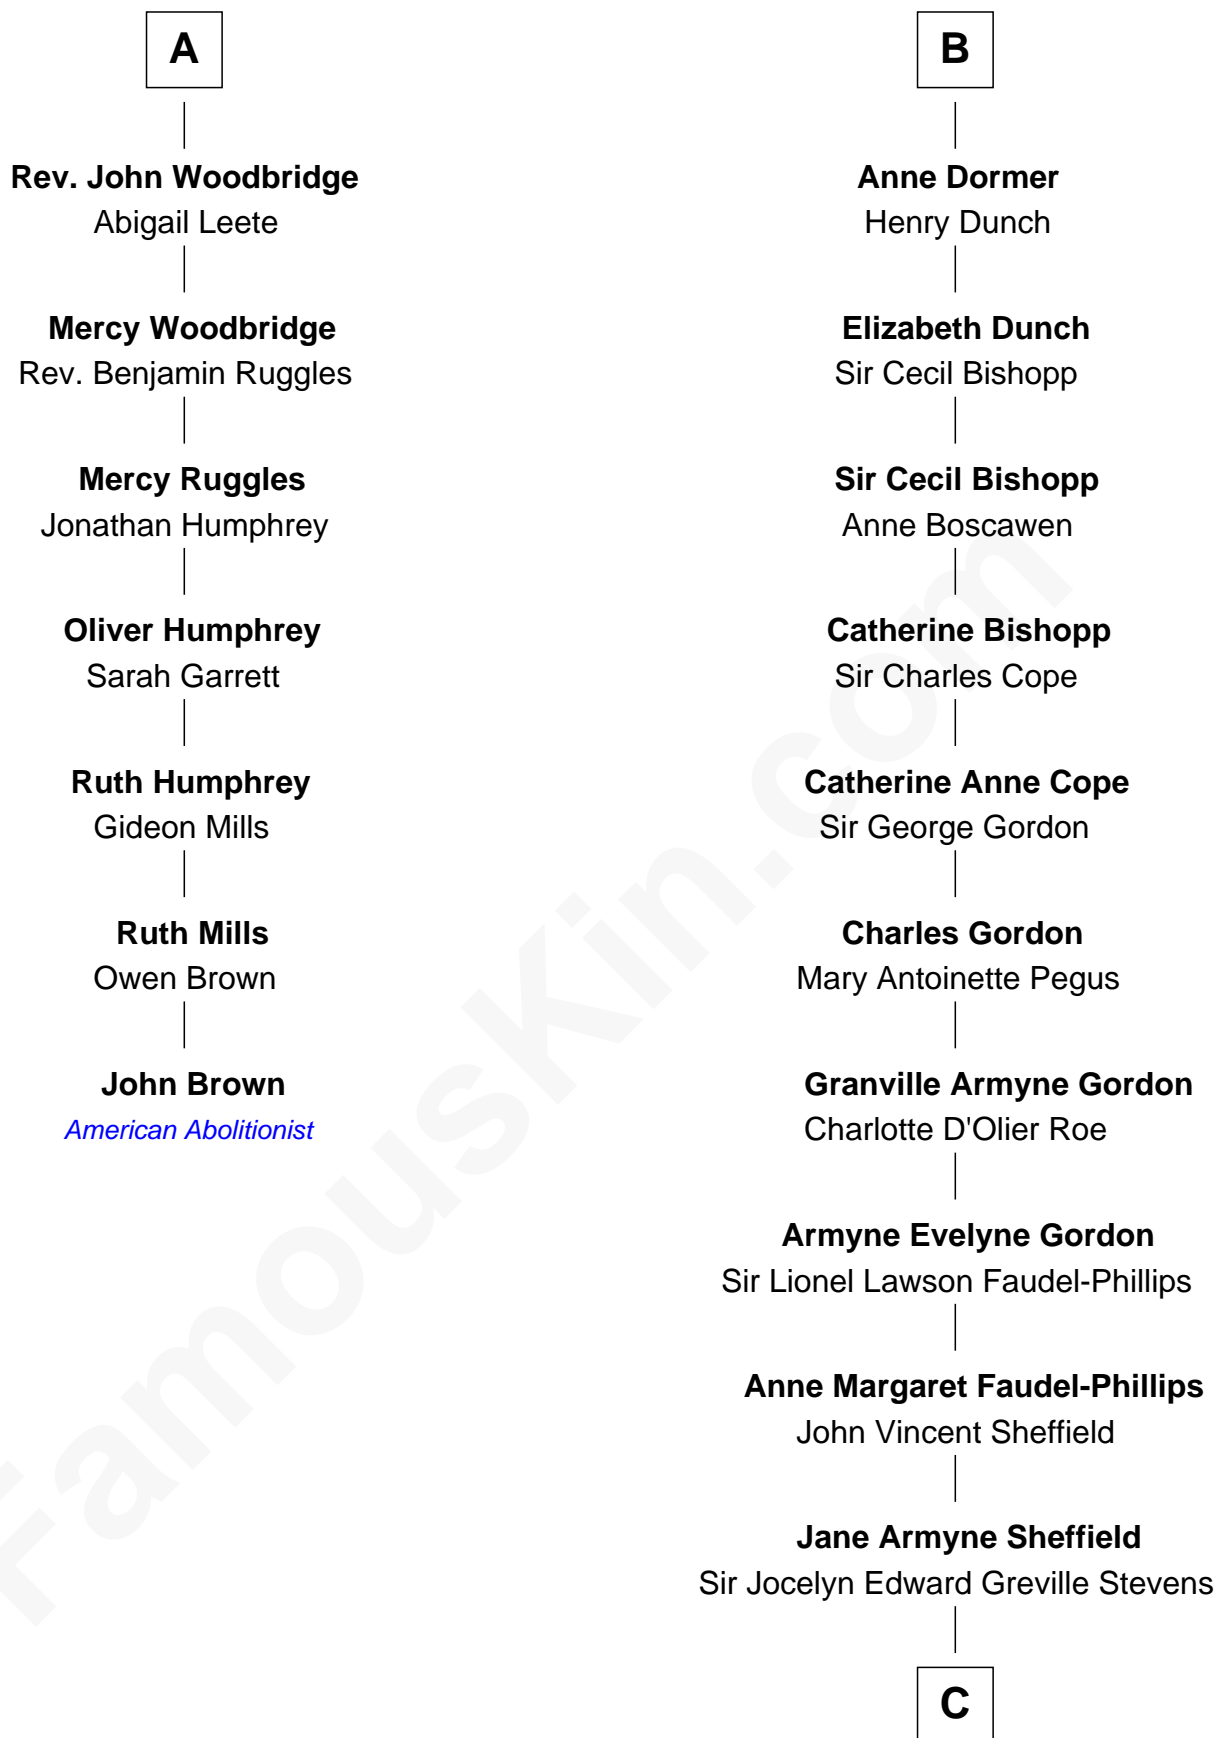 A
Rev. John Woodbridge
Abigail Leete
Mercy Woodbridge
Rev. Benjamin Ruggles
Mercy Ruggles
Jonathan Humphrey
Oliver Humphrey
Sarah Garrett
Ruth Humphrey
Gideon Mills
Ruth Mills
Owen Brown
John Brown
American Abolitionist
B
Anne Dormer
Henry Dunch
Elizabeth Dunch
Sir Cecil Bishopp
Sir Cecil Bishopp
Anne Boscawen
Catherine Bishopp
Sir Charles Cope
Catherine Anne Cope
Sir George Gordon
Charles Gordon
Mary Antoinette Pegus
Granville Armyne Gordon
Charlotte D'Olier Roe
Armyne Evelyne Gordon
Sir Lionel Lawson Faudel-Phillips
Anne Margaret Faudel-Phillips
John Vincent Sheffield
Jane Armyne Sheffield
Sir Jocelyn Edward Greville Stevens
C
FamousKin.com